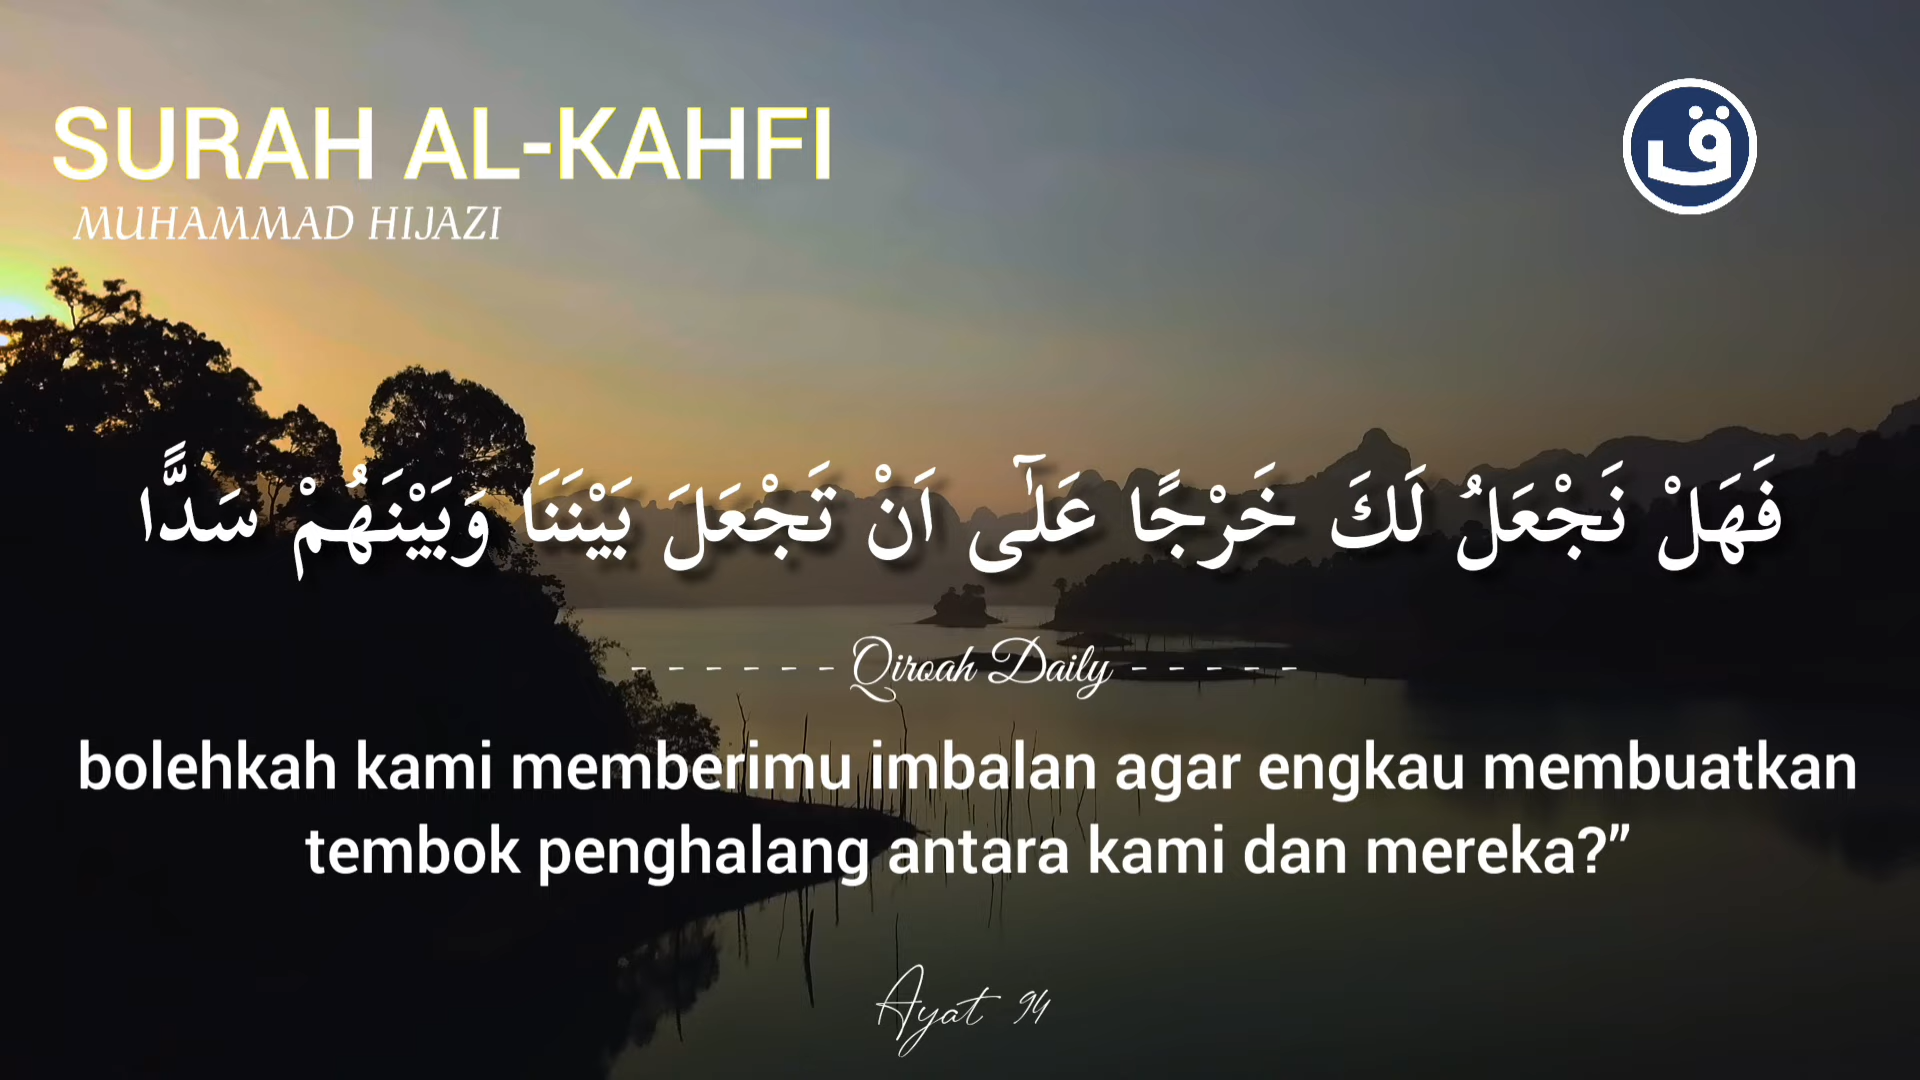 SURAH AL-KAHFI
MUHAMMAD HIJAZI
ق
فَهَلْ نَجْعَلُ لَكَ خَرْجًا عَلٰٓى اَنْ تَجْعَلَ بَيْنَنَا وَبَيْنَهُمْ سَدًّا
- - - - - - Qiroah Daily - - - - -
bolehkah kami memberimu imbalan agar engkau membuatkan
tembok penghalang antara kami dan mereka?”
Ayat 94